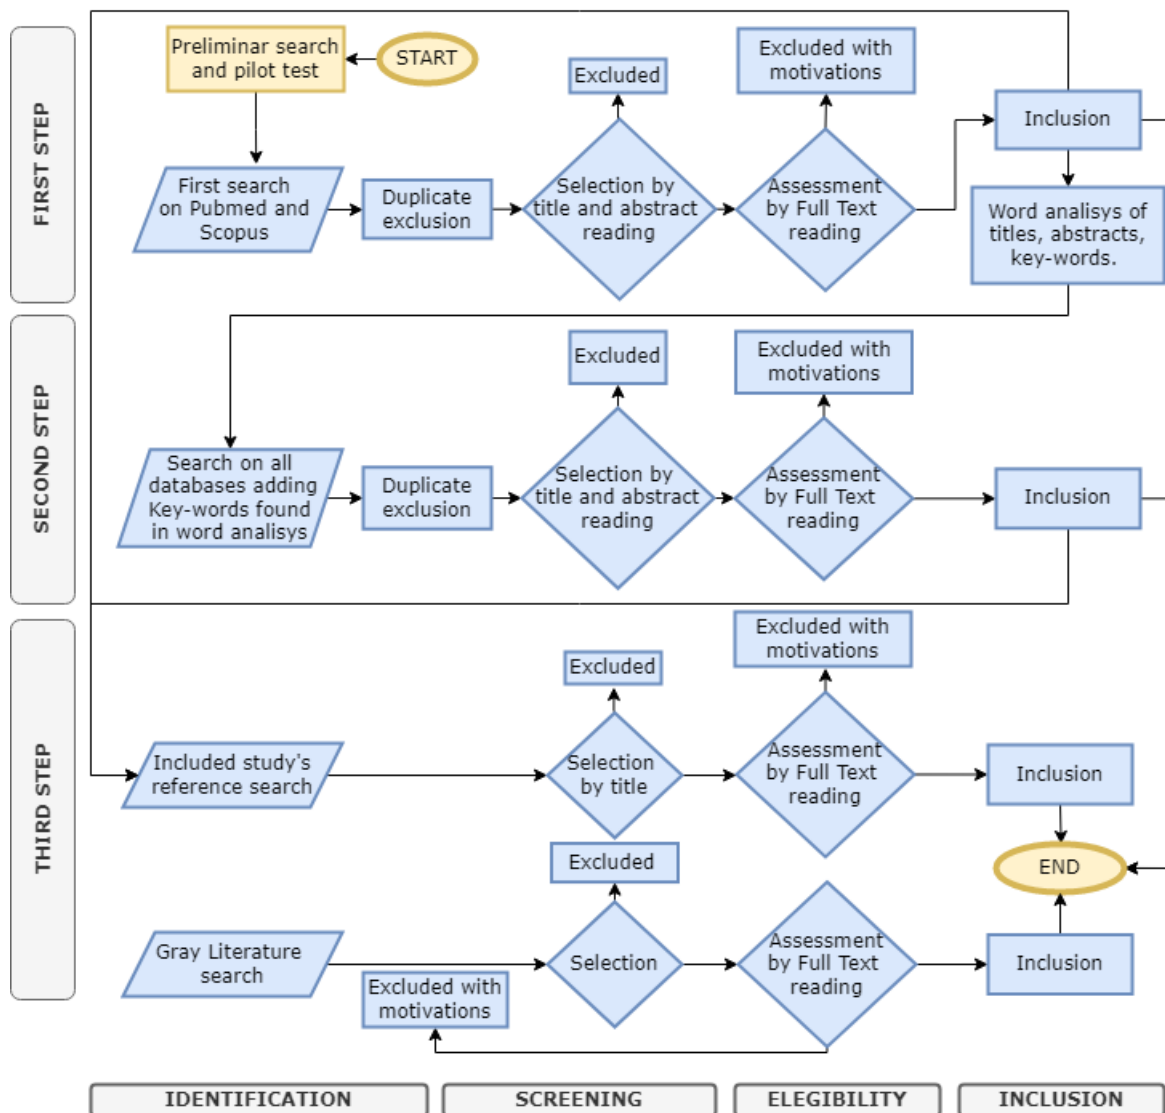 FIRST STEP
Preliminar search
and pilot test
START
Excluded
Excluded with
motivations
Inclusion
First search
on Pubmed and
Scopus
Duplicate
exclusion
Selection by
title and abstract
reading
Assessment
by Full Text
reading
Word analisys of
titles, abstracts,
key-words.
SECOND STEP
Excluded
Excluded with
motivations
Search on all
databases adding
Key-words found
in word analisys
Duplicate
exclusion
Selection by
title and abstract
reading
Assessment
by Full Text
reading
Inclusion
THIRD STEP
Excluded
Excluded with
motivations
Included study's
reference search
Selection
by title
Assessment
by Full Text
reading
Inclusion
END
Excluded
Gray Literature
search
Selection
Assessment
by Full Text
reading
Inclusion
Excluded with
motivations
IDENTIFICATION
SCREENING
ELEGIBILITY
INCLUSION